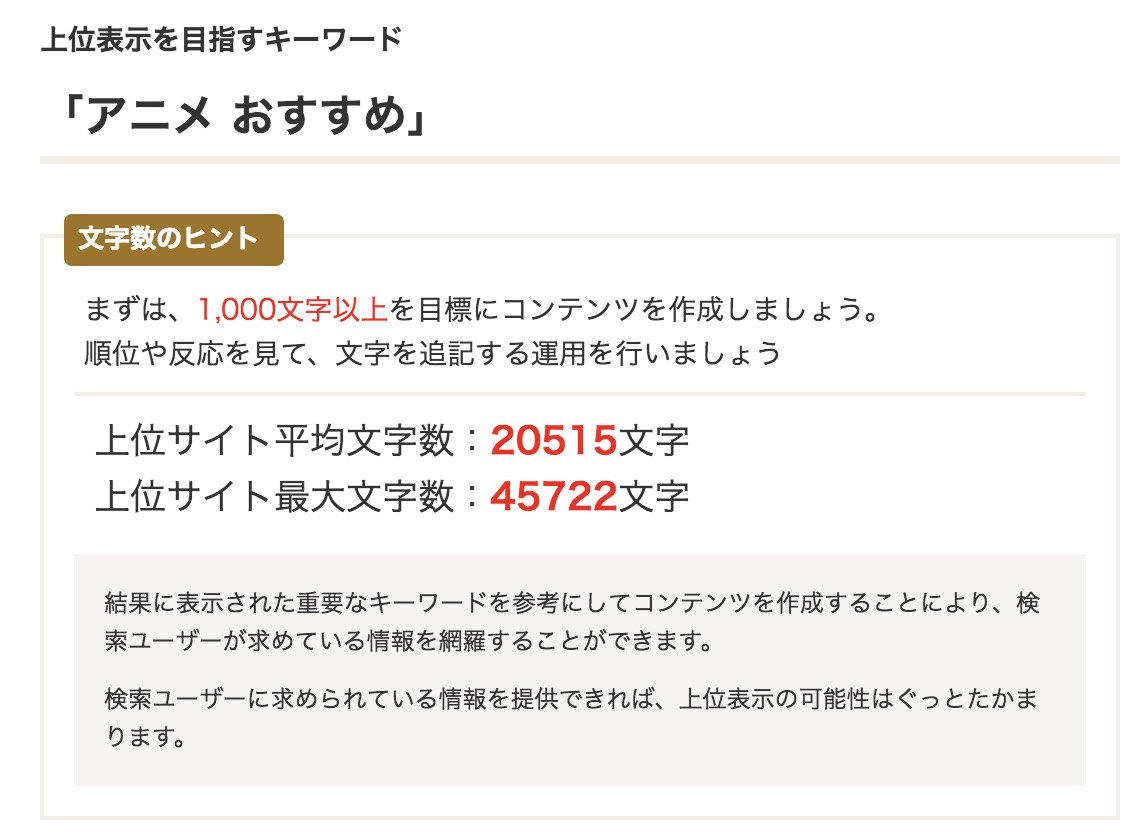 上位表示を目指すキーワード
「アニメ おすすめ」
文字数のヒント
まずは、1,000文字以上を目標にコンテンツを作成しましょう。
順位や反応を見て、文字を追記する運用を行いましょう
上位サイト平均文字数：20515文字
上位サイト最大文字数：45722文字
結果に表示された重要なキーワードを参考にしてコンテンツを作成することにより、検
索ユーザーが求めている情報を網羅することができます。
検索ユーザーに求められている情報を提供できれば、上位表示の可能性はぐっとたかま
ります。